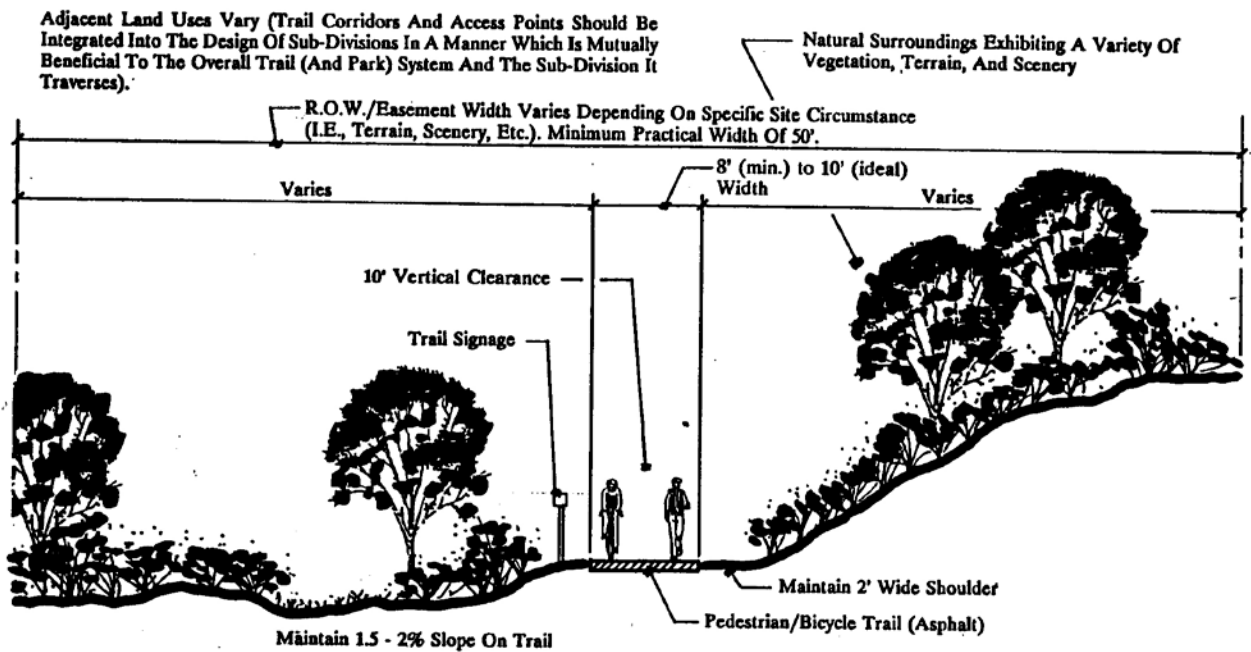 Adjacent Land Uses Vary (Trail Corridors And Access Points Should Be
Integrated Into The Design Of Sub-Divisions In A Manner Which Is Mutually
Beneficial To The Overall Trail (And Park) System And The Sub-Division It
Traverses).
Natural Surroundings Exhibiting A Variety Of
Vegetation, Terrain, And Scenery
R.O.W./Easement Width Varies Depending On Specific Site Circumstance
(I.E., Terrain, Scenery, Etc.). Minimum Practical Width Of 50'.
8' (min.) to 10' (ideal)
Width
Varies
Varies
10' Vertical Clearance
Trail Signage
Maintain 2' Wide Shoulder
Pedestrian/Bicycle Trail (Asphalt)
Maintain 1.5 - 2% Slope On Trail